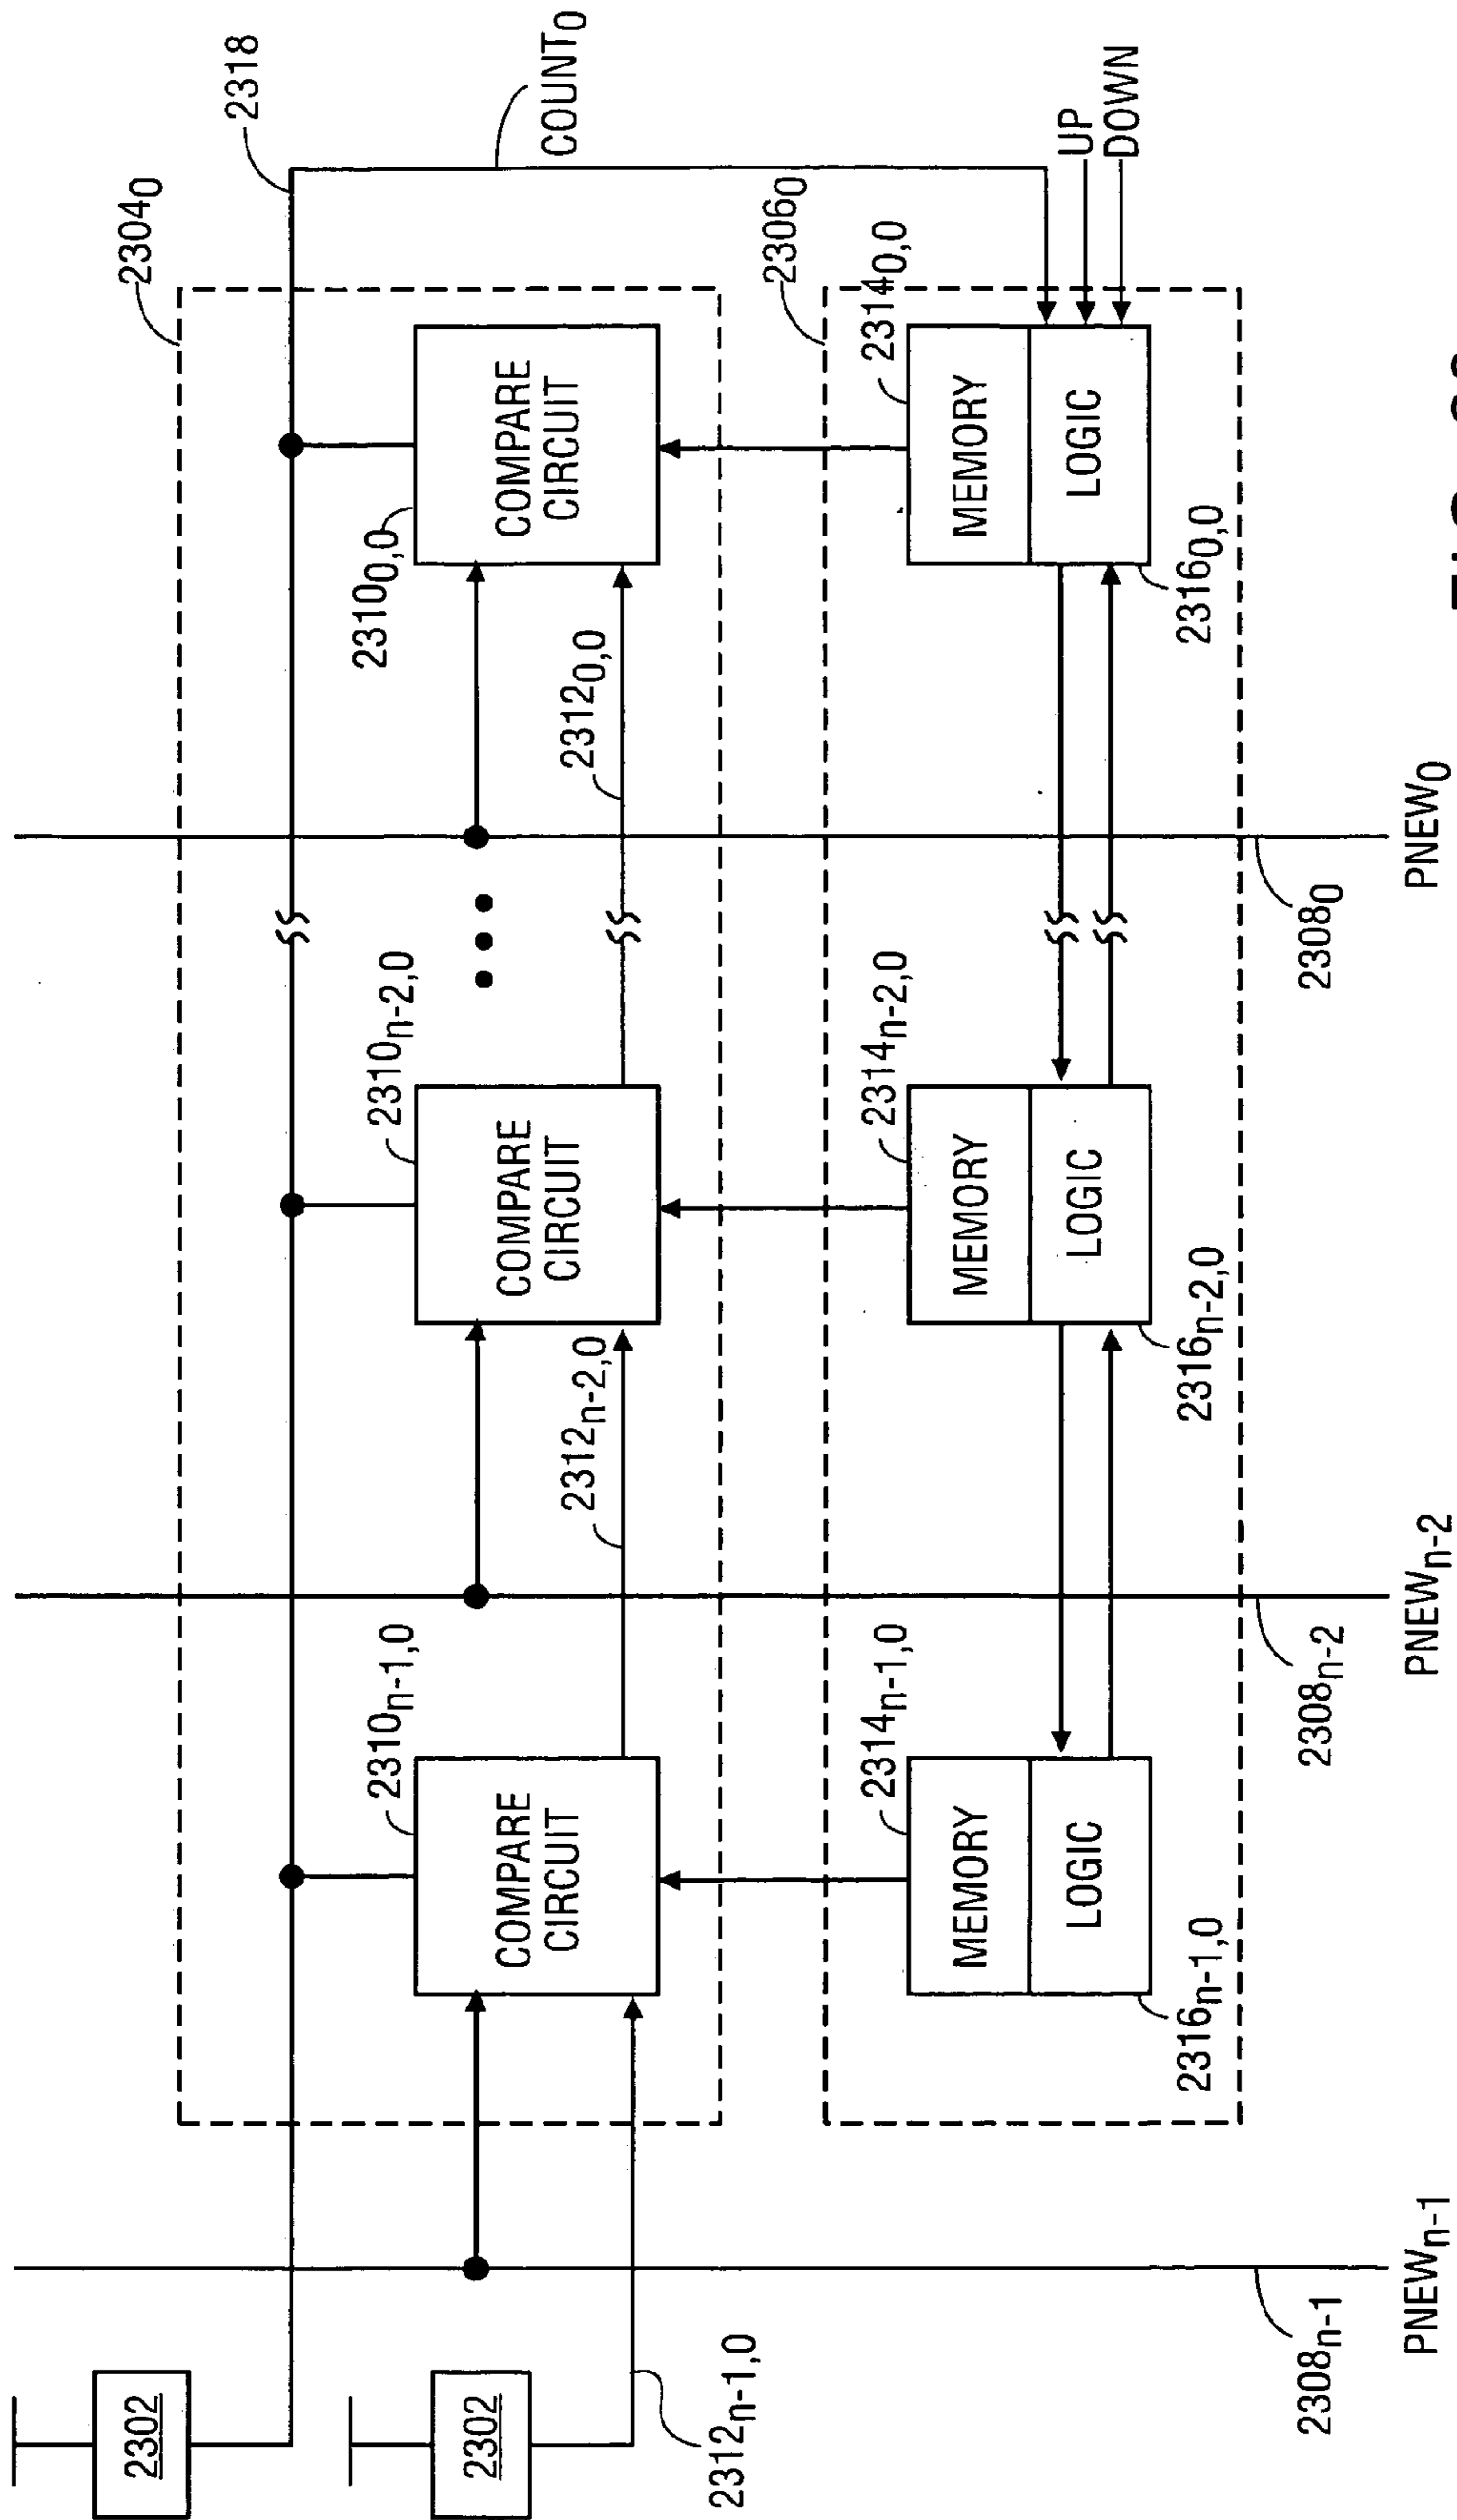 2318
COUNT₀
2304₀
2310n-1,0
2310n-2,0
2310₀,₀
COMPARE CIRCUIT
COMPARE CIRCUIT
COMPARE CIRCUIT
2302
2302
2312n-1,0
2312n-2,0
2312₀,₀
2306₀
2314n-1,0
2314n-2,0
2314₀,₀
MEMORY
MEMORY
MEMORY
LOGIC
LOGIC
LOGIC
UP
DOWN
2316n-1,0
2316n-2,0
2316₀,₀
2308n-1
2308n-2
2308₀
PNEWn-1
PNEWn-2
PNEW₀